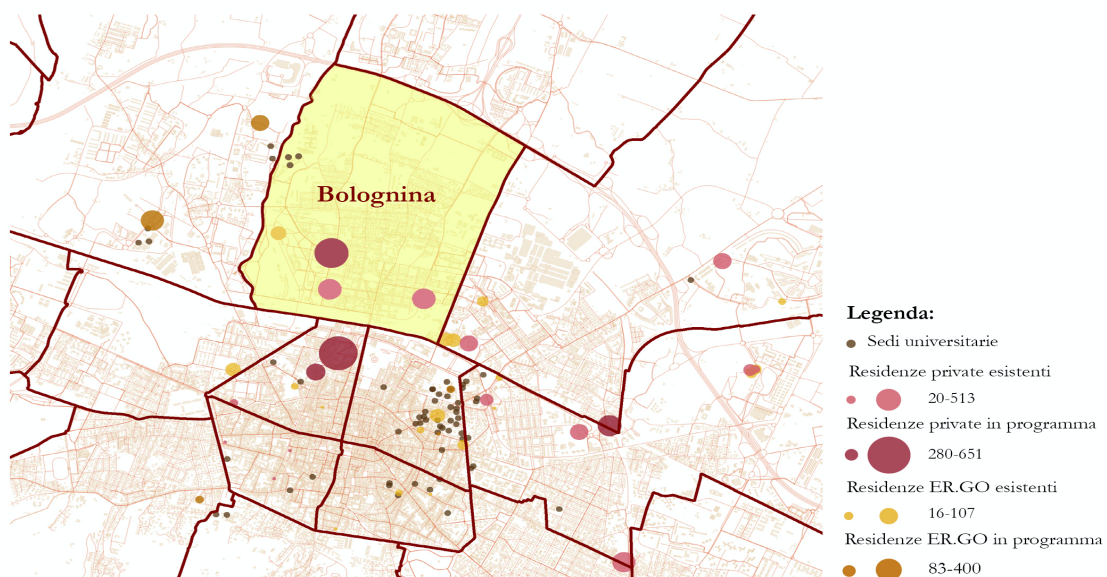 Bolognina
Legenda:
Sedi universitarie
Residenze private esistenti
20-513
Residenze private in programma
280-651
Residenze ER.GO esistenti
16-107
Residenze ER.GO in programma
83-400